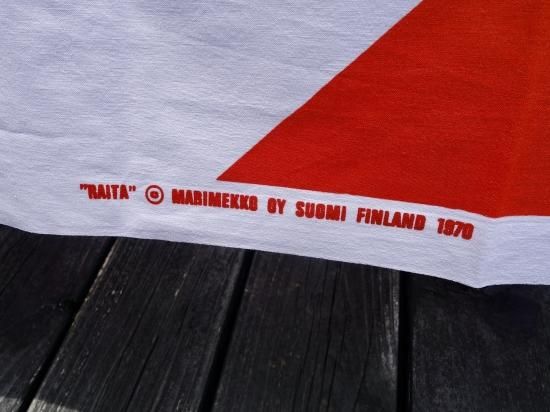 "RAITA" © MARIMEKKO OY SUOMI FINLAND 1970